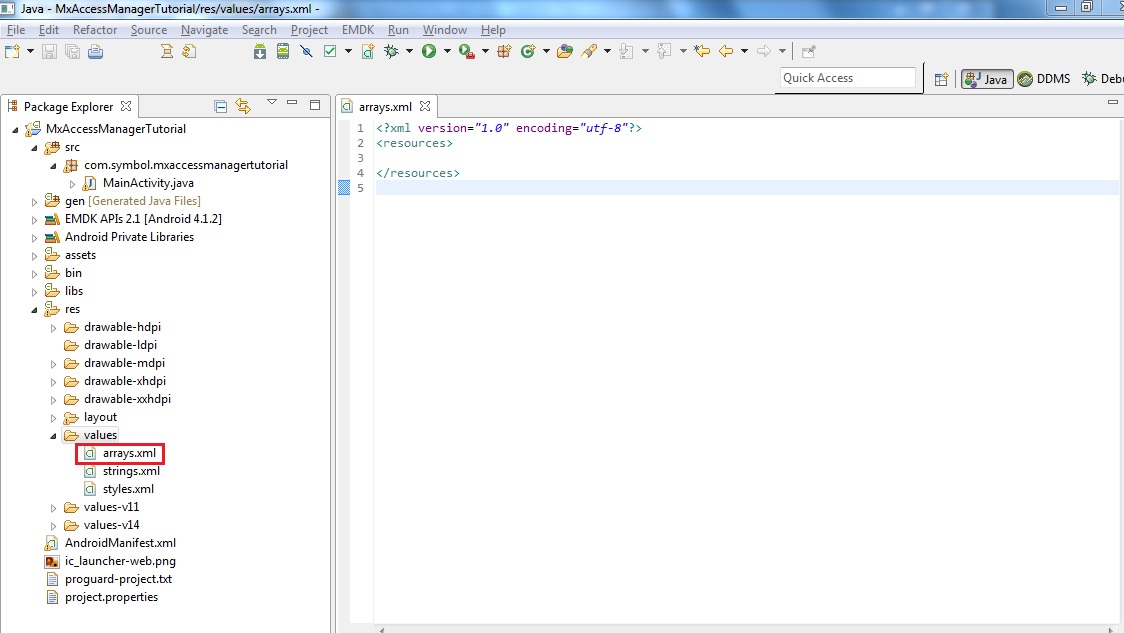 Java - MxAccessManagerTutorial/res/values/arrays.xml -
File Edit Refactor Source Navigate Search Project EMDK Run Window Help
Quick Access
Java DDMS Debu
Package Explorer
arrays.xml
MxAccessManagerTutorial
src
com.symbol.mxaccessmanagertutorial
MainActivity.java
gen [Generated Java Files]
EMDK APIs 2.1 [Android 4.1.2]
Android Private Libraries
assets
bin
libs
res
drawable-hdpi
drawable-ldpi
drawable-mdpi
drawable-xhdpi
drawable-xxhdpi
layout
values
arrays.xml
strings.xml
styles.xml
values-v11
values-v14
AndroidManifest.xml
ic_launcher-web.png
proguard-project.txt
project.properties
1 <?xml version="1.0" encoding="utf-8"?>
2 <resources>
3
4 </resources>
5